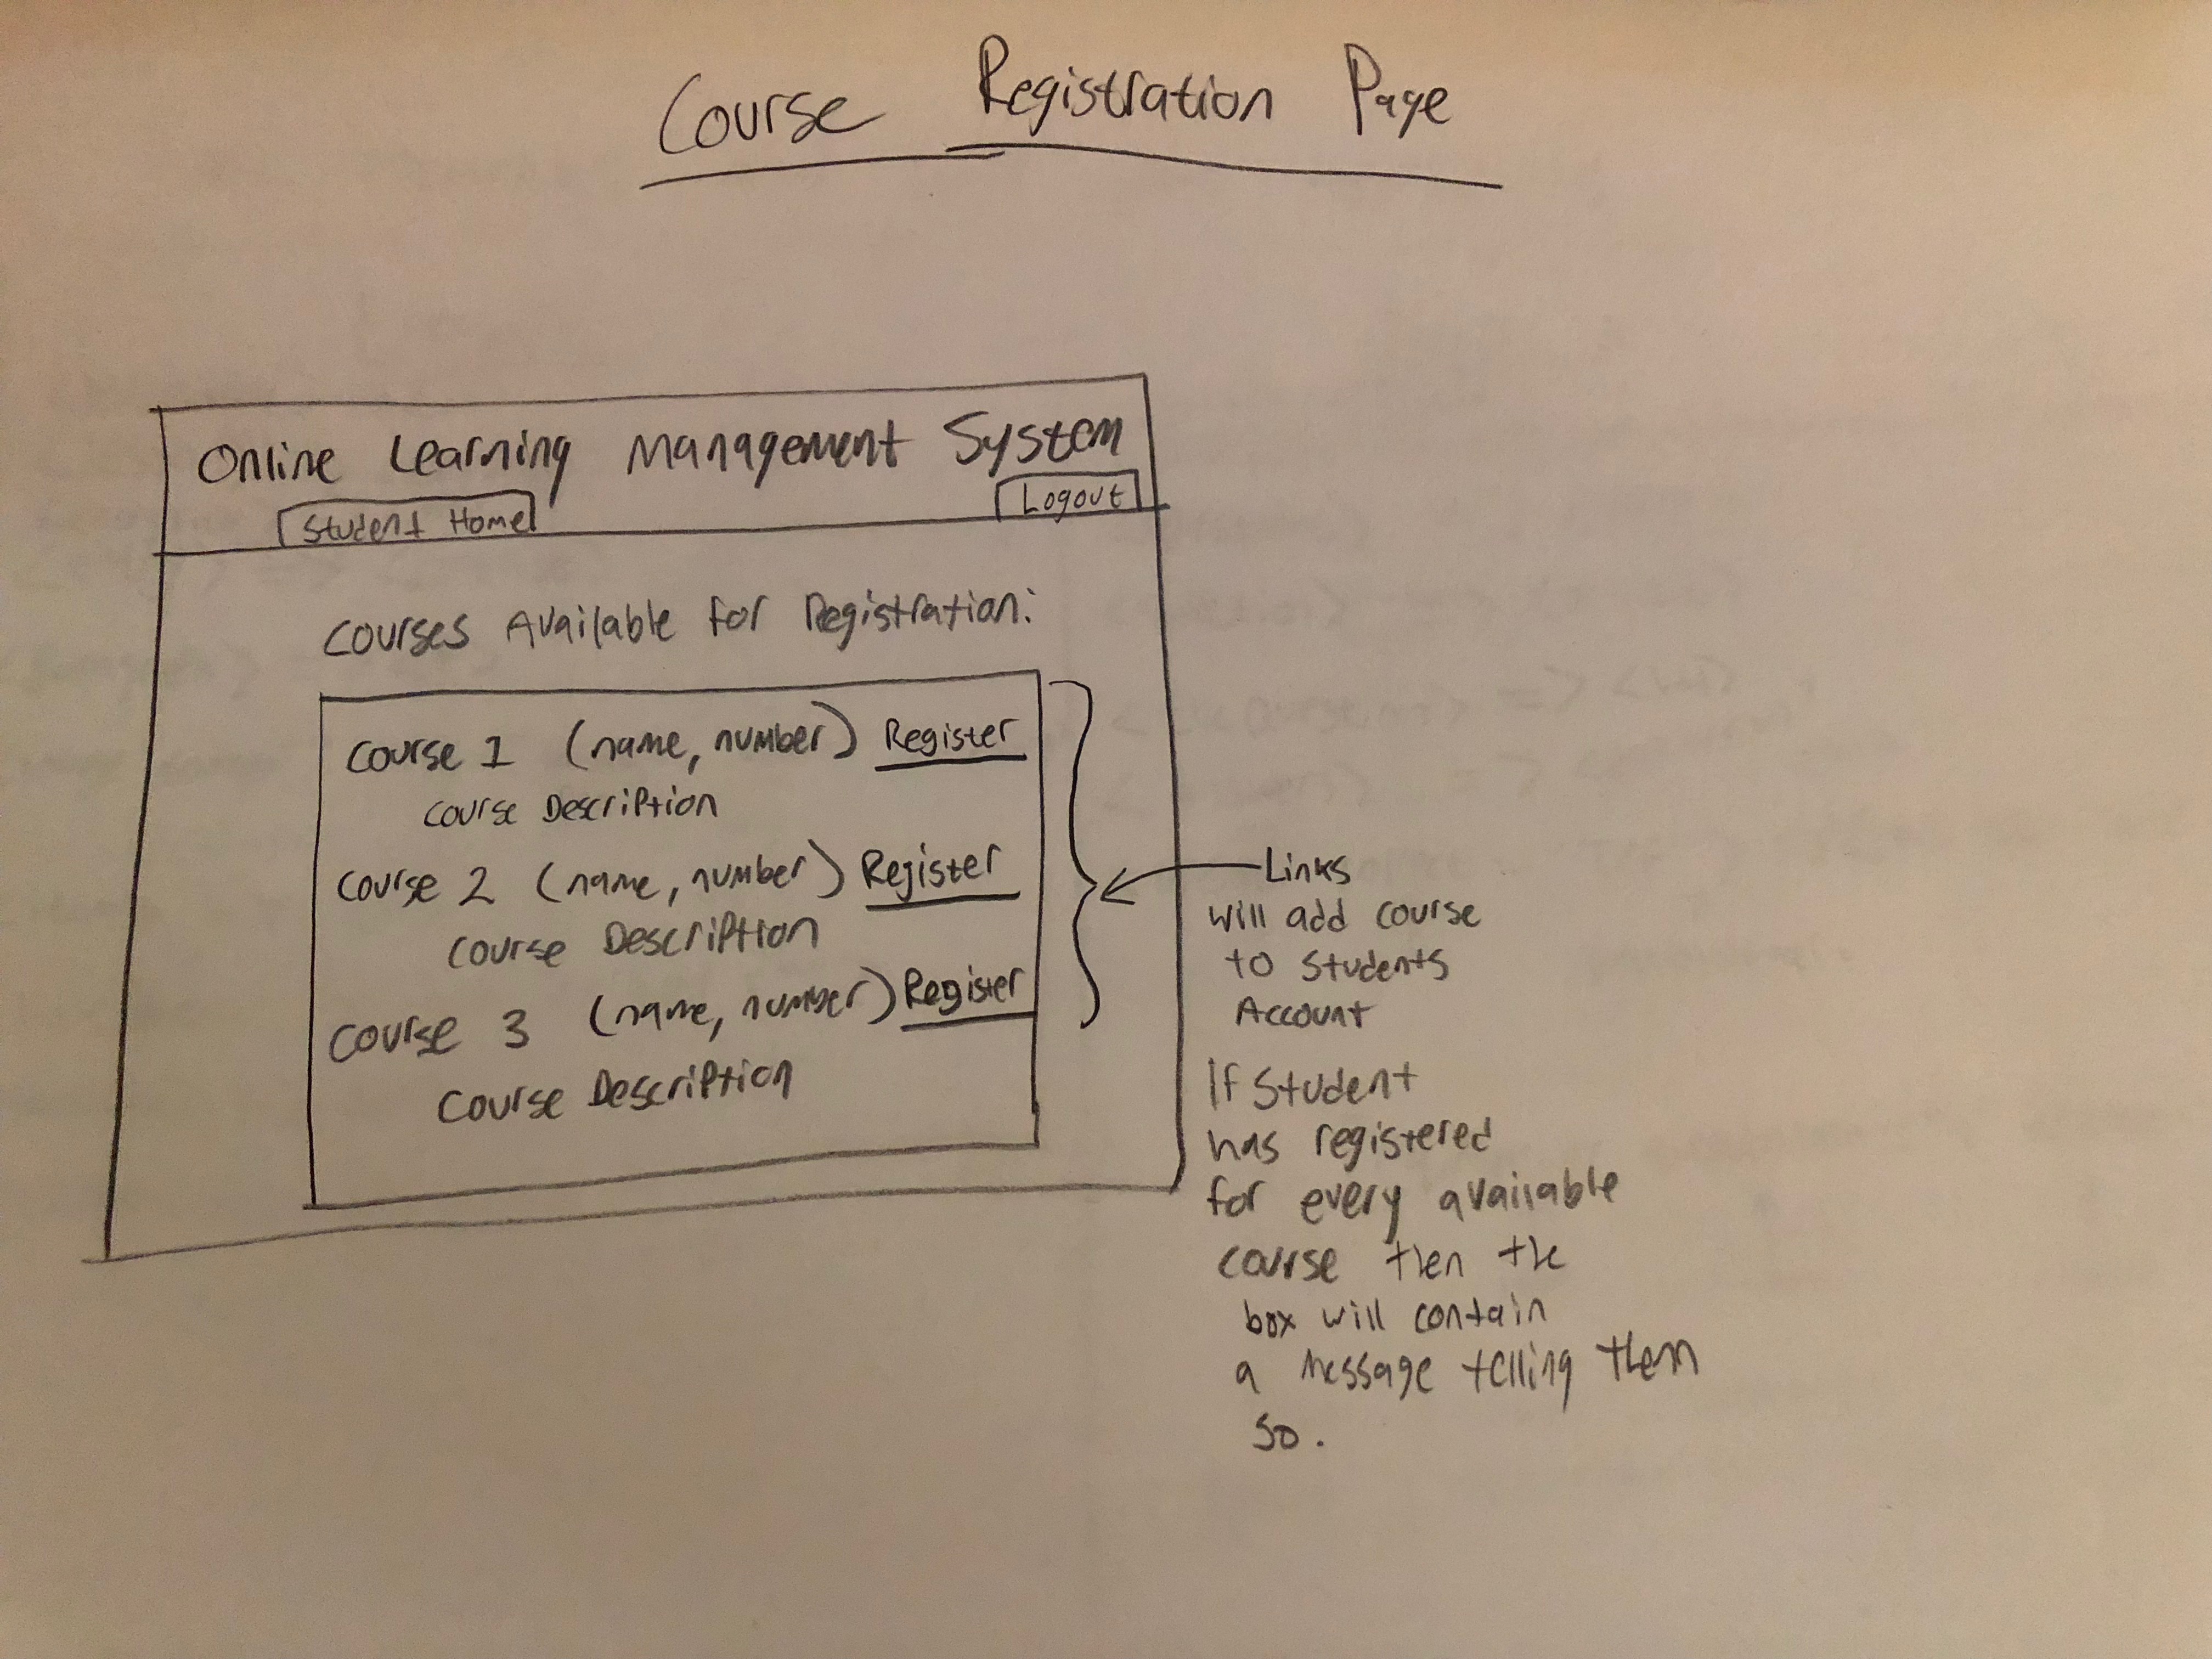 Course Registration Page
Online Learning Management System
Student Home
Logout
Courses Available for Registration:
Course 1 (name, number) Register
Course Description
Course 2 (name, number) Register
Course Description
Course 3 (name, number) Register
Course Description
Links
will add course
to students
Account
If Student
has registered
for every available
course then the
box will contain
a message telling them
so.